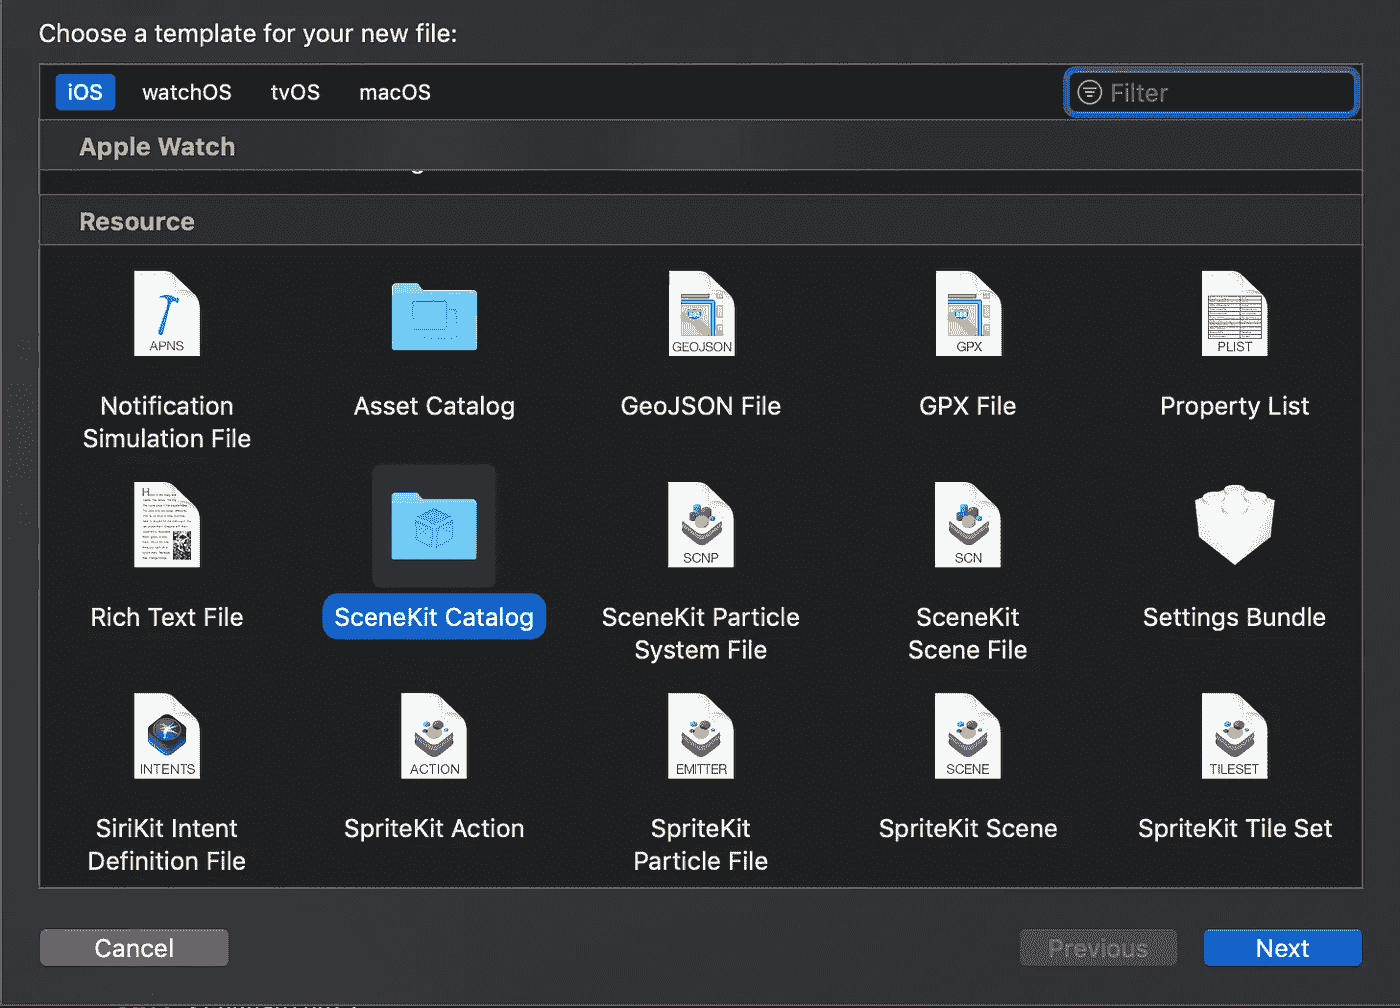 Choose a template for your new file:
iOS watchOS tvOS macOS Filter
Apple Watch
Resource
APNS GEOJSON GPX PLIST
Notification Asset Catalog GeoJSON File GPX File Property List
Simulation File
SCNP SCN
Rich Text File SceneKit Catalog SceneKit Particle SceneKit Settings Bundle
System File Scene File
INTENTS ACTION EMITTER SCENE TILESET
SiriKit Intent SpriteKit Action SpriteKit SpriteKit Scene SpriteKit Tile Set
Definition File Particle File
Cancel Previous Next